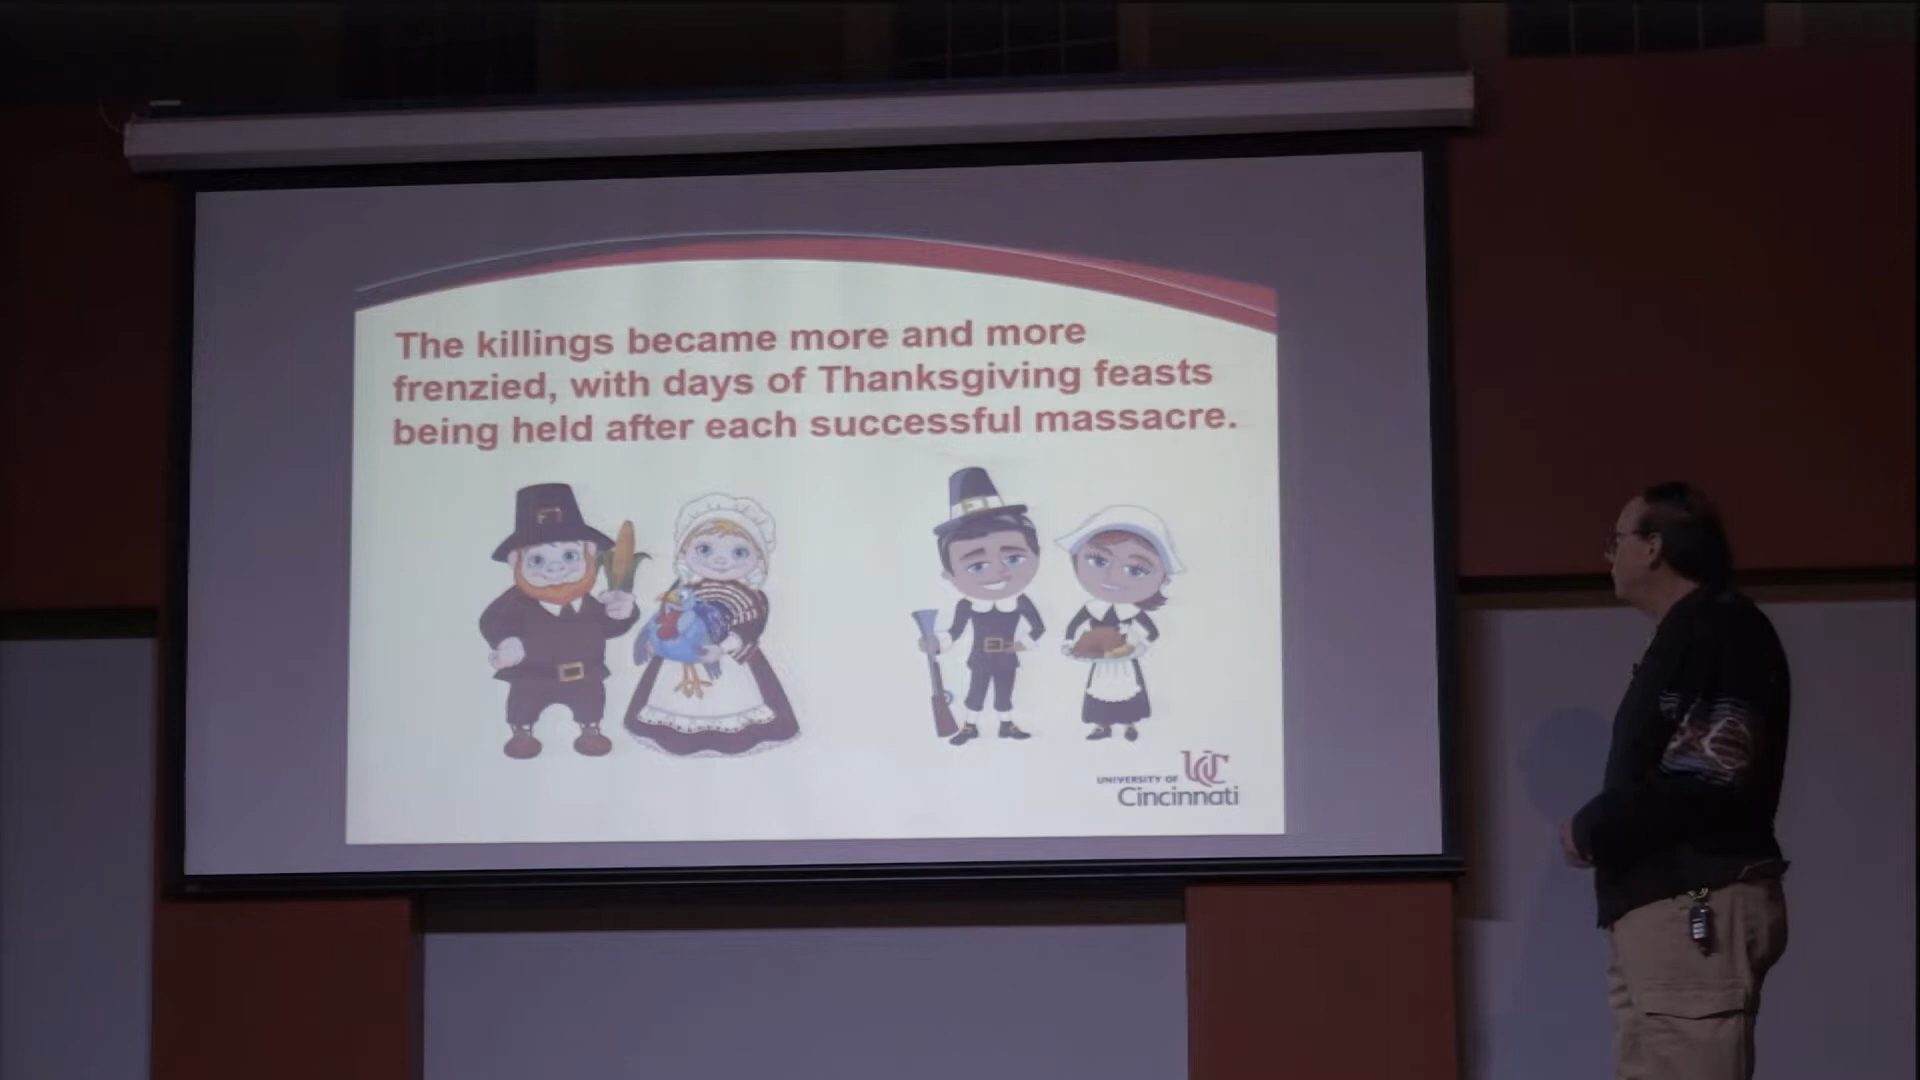 The killings became more and more
frenzied, with days of Thanksgiving feasts
being held after each successful massacre.
UC
UNIVERSITY OF
Cincinnati